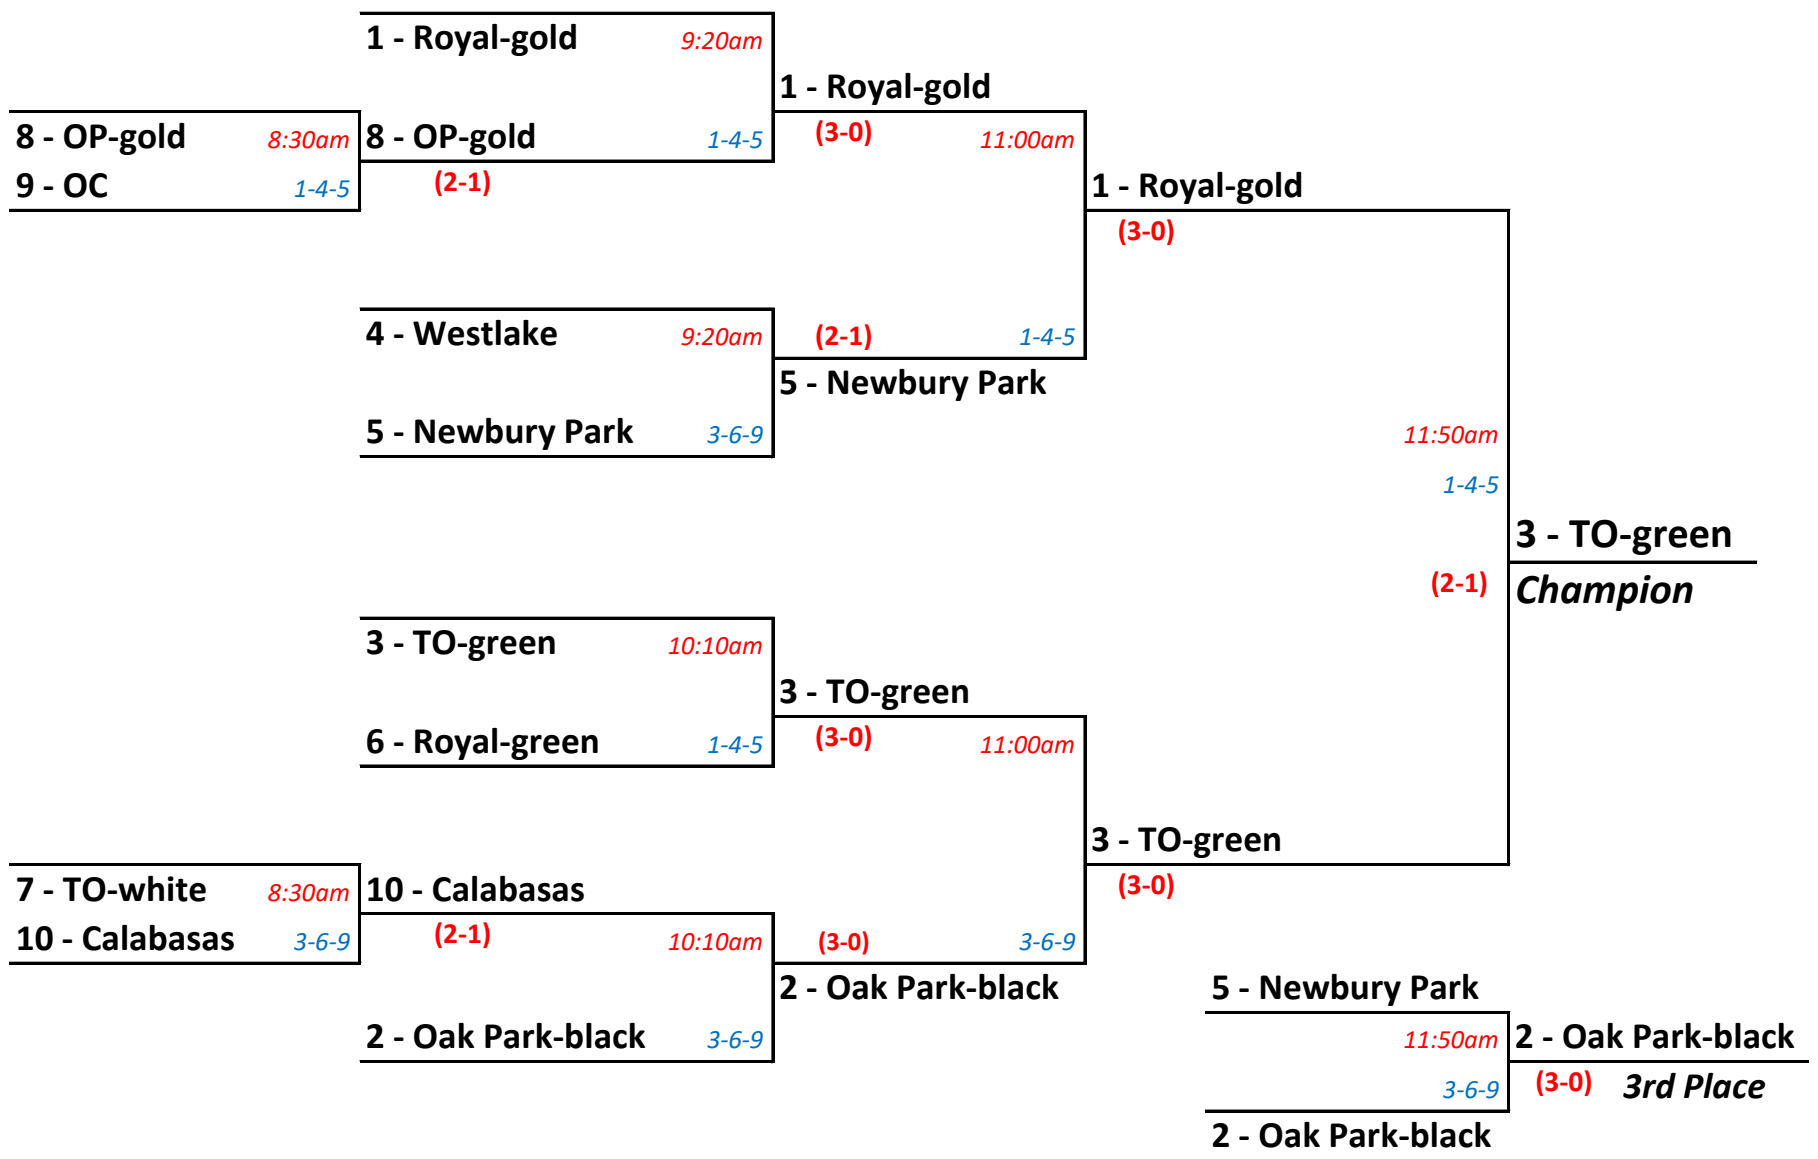 1 - Royal-gold 9:20am
1 - Royal-gold
8 - OP-gold 8:30am 8 - OP-gold 1-4-5 (3-0) 11:00am
9 - OC 1-4-5 (2-1) 1 - Royal-gold
(3-0)
4 - Westlake 9:20am (2-1) 1-4-5
5 - Newbury Park
5 - Newbury Park 3-6-9 11:50am
1-4-5
3 - TO-green
(2-1) Champion
3 - TO-green 10:10am
3 - TO-green
6 - Royal-green 1-4-5 (3-0) 11:00am
3 - TO-green
7 - TO-white 8:30am 10 - Calabasas (3-0)
10 - Calabasas 3-6-9 (2-1) 10:10am (3-0) 3-6-9
2 - Oak Park-black 5 - Newbury Park
2 - Oak Park-black 3-6-9 11:50am 2 - Oak Park-black
3-6-9 (3-0) 3rd Place
2 - Oak Park-black